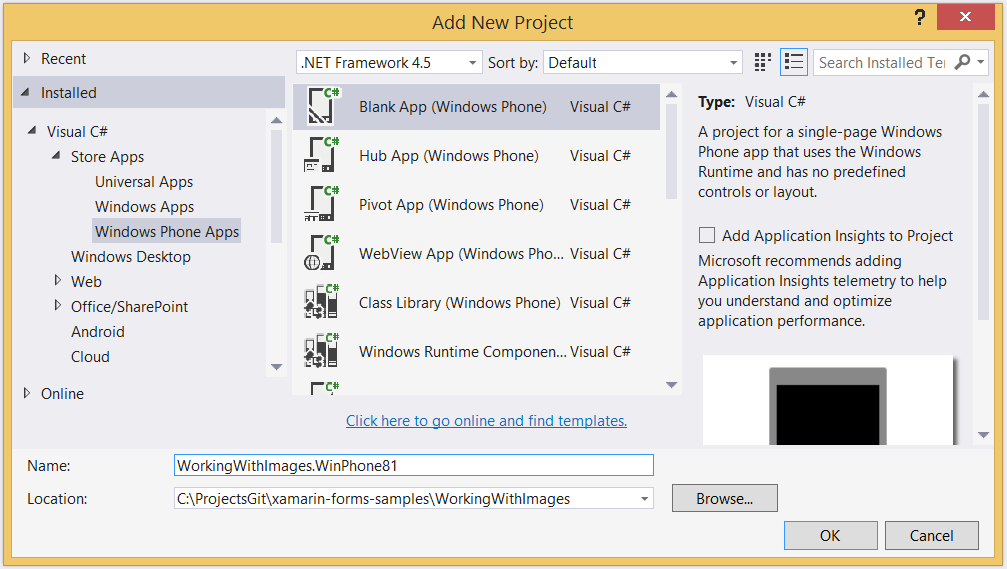 Add New Project
?
Recent
.NET Framework 4.5
Sort by:
Default
Search Installed Te
Installed
Visual C#
Store Apps
Universal Apps
Windows Apps
Windows Phone Apps
Windows Desktop
Web
Office/SharePoint
Android
Cloud
Online
C#
Blank App (Windows Phone)
Visual C#
C#
Hub App (Windows Phone)
Visual C#
C#
Pivot App (Windows Phone)
Visual C#
C#
WebView App (Windows Pho...
Visual C#
C#
Class Library (Windows Phone)
Visual C#
C#
Windows Runtime Componen...
Visual C#
C#
Click here to go online and find templates.
Type: Visual C#
A project for a single-page Windows
Phone app that uses the Windows
Runtime and has no predefined
controls or layout.
Add Application Insights to Project
Microsoft recommends adding
Application Insights telemetry to help
you understand and optimize
application performance.
Name:
WorkingWithImages.WinPhone81
Location:
C:\ProjectsGit\xamarin-forms-samples\WorkingWithImages
Browse...
OK
Cancel